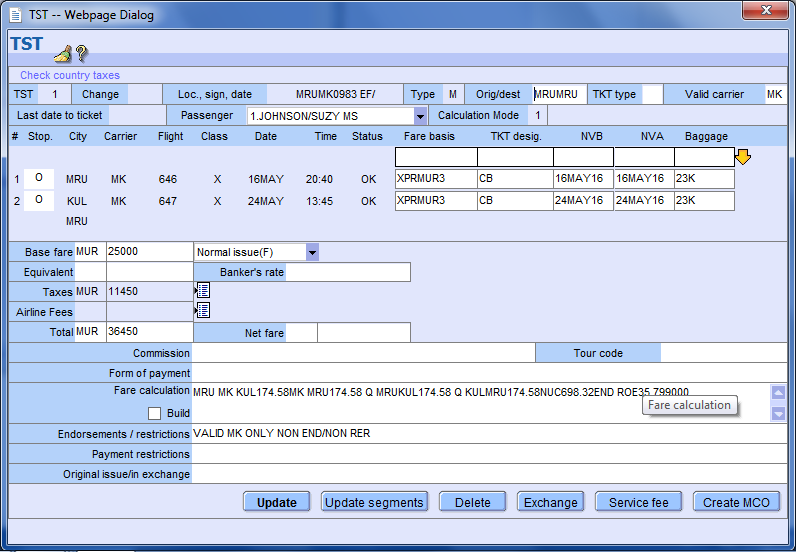 TST -- Webpage Dialog
TST
Check country taxes
TST 1 Change Loc., sign, date MRUMK0983 EF/ Type M Orig/dest MRUMRU TKT type Valid carrier MK
Last date to ticket Passenger 1.JOHNSON/SUZY MS Calculation Mode 1
# Stop. City Carrier Flight Class Date Time Status Fare basis TKT desig. NVB NVA Baggage
1 O MRU MK 646 X 16MAY 20:40 OK XPRMUR3 CB 16MAY16 16MAY16 23K
2 O KUL MK 647 X 24MAY 13:45 OK XPRMUR3 CB 24MAY16 24MAY16 23K
MRU
Base fare MUR 25000 Normal issue(F)
Equivalent Banker's rate
Taxes MUR 11450
Airline Fees
Total MUR 36450 Net fare
Commission Tour code
Form of payment
Fare calculation MRU MK KUL174.58MK MRU174.58 Q MRUKUL174.58 Q KULMRU174.58NUC698.32END ROE35.799000
Build Fare calculation
Endorsements / restrictions VALID MK ONLY NON END/NON RER
Payment restrictions
Original issue/in exchange
Update Update segments Delete Exchange Service fee Create MCO